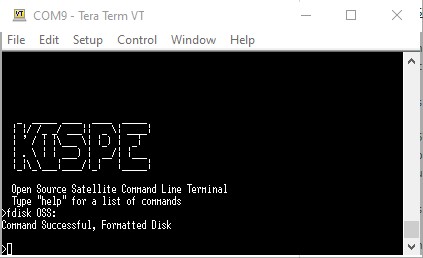 COM9 - Tera Term VT
File Edit Setup Control Window Help
KISPE
Open Source Satellite Command Line Terminal
Type "help" for a list of commands
>fdisk OSS:
Command Successful, Formatted Disk
>